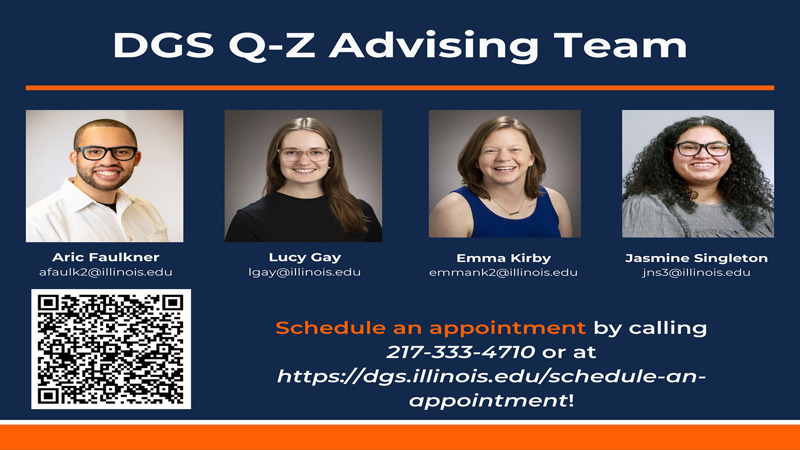 DGS Q-Z Advising Team
Aric Faulkner
afaulk2@illinois.edu
Lucy Gay
lgay@illinois.edu
Emma Kirby
emmank2@illinois.edu
Jasmine Singleton
jns3@illinois.edu
Schedule an appointment by calling
217-333-4710 or at
https://dgs.illinois.edu/schedule-an-
appointment!